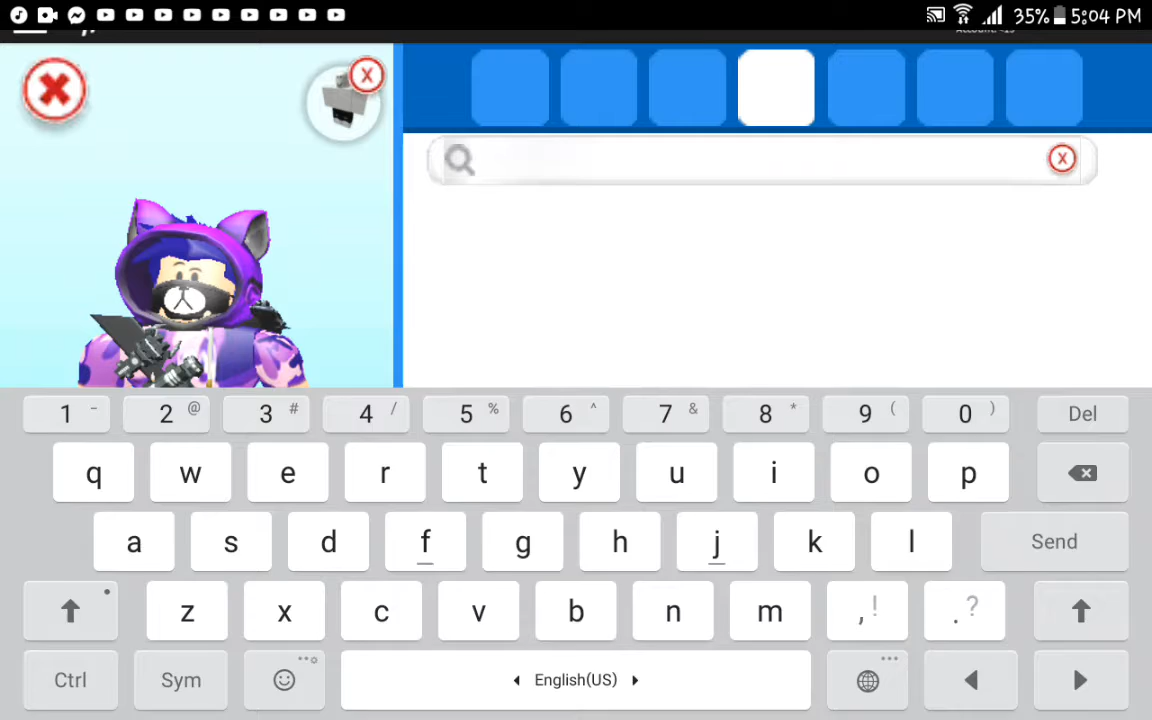 35% 5:04 PM
X
X
1 - 2 @ 3 # 4 / 5 % 6 ^ 7 & 8 * 9 ( 0 ) Del
q w e r t y u i o p
a s d f g h j k l Send
z x c v b n m , ! . ?
Ctrl Sym English(US)